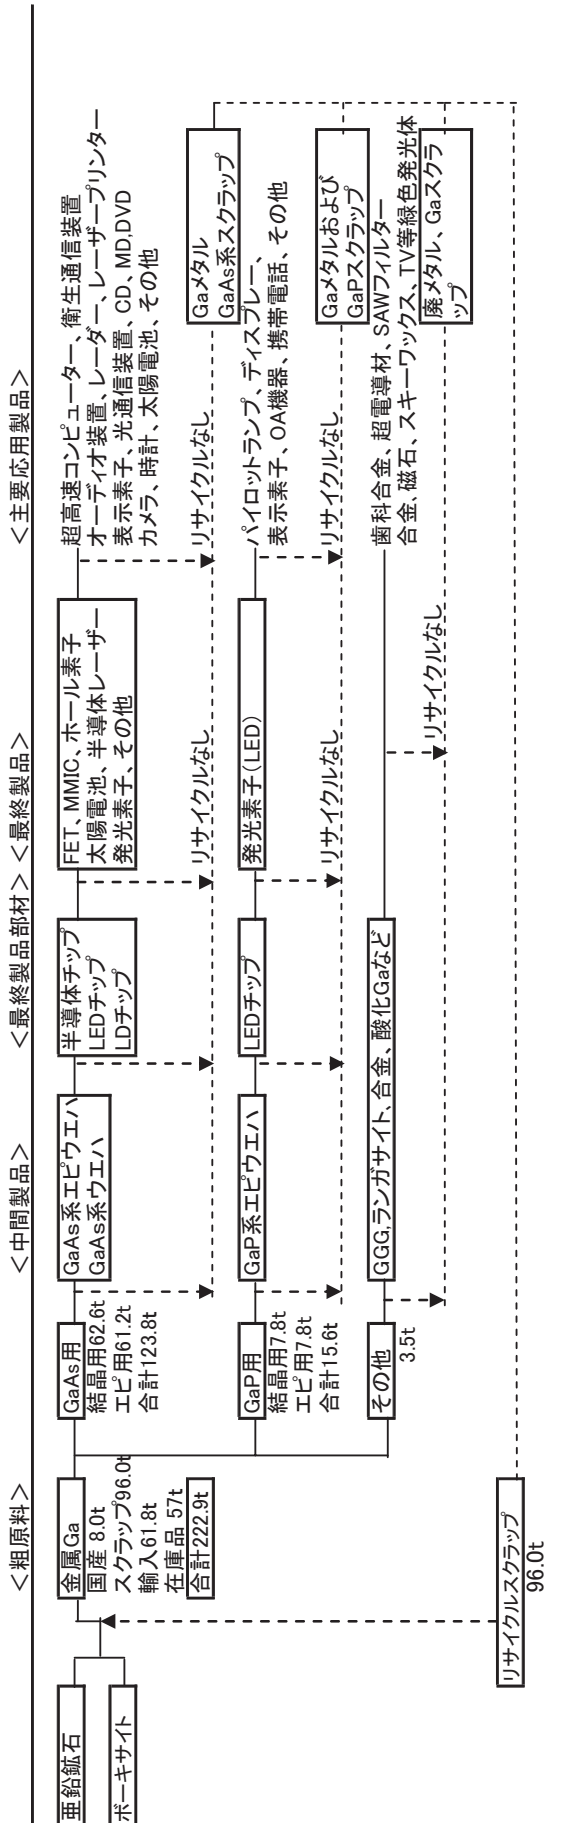 ＜粗原料＞
＜中間製品＞
＜最終製品部材＞
＜最終製品＞
＜主要応用製品＞
亜鉛鉱石
ボーキサイト
金属Ga
国産 8.0t
スクラップ96.0t
輸入61.8t
在庫品 57t
合計222.9t
GaAs用
結晶用62.6t
エピ用61.2t
合計123.8t
GaAs系エピウエハ
GaAs系ウエハ
半導体チップ
LEDチップ
LDチップ
FET、MMIC、ホール素子
太陽電池、半導体レーザー
発光素子、その他
超高速コンピューター、衛生通信装置
オーディオ装置、レーダー、レーザープリンター
表示素子、光通信装置、CD、MD,DVD
カメラ、時計、太陽電池、その他
リサイクルなし
リサイクルなし
Gaメタル
GaAs系スクラップ
GaP用
結晶用7.8t
エピ用7.8t
合計15.6t
GaP系エピウエハ
LEDチップ
発光素子（LED）
パイロットランプ、ディスプレー、
表示素子、OA機器、携帯電話、その他
リサイクルなし
リサイクルなし
Gaメタルおよび
GaPスクラップ
その他
3.5t
GGG,ランガサイト、合金、酸化Gaなど
歯科合金、超電導材、SAWフィルター
合金、磁石、スキーワックス、TV等緑色発光体
リサイクルなし
廃メタル、Gaスクラ
ップ
リサイクルスクラップ
96.0t